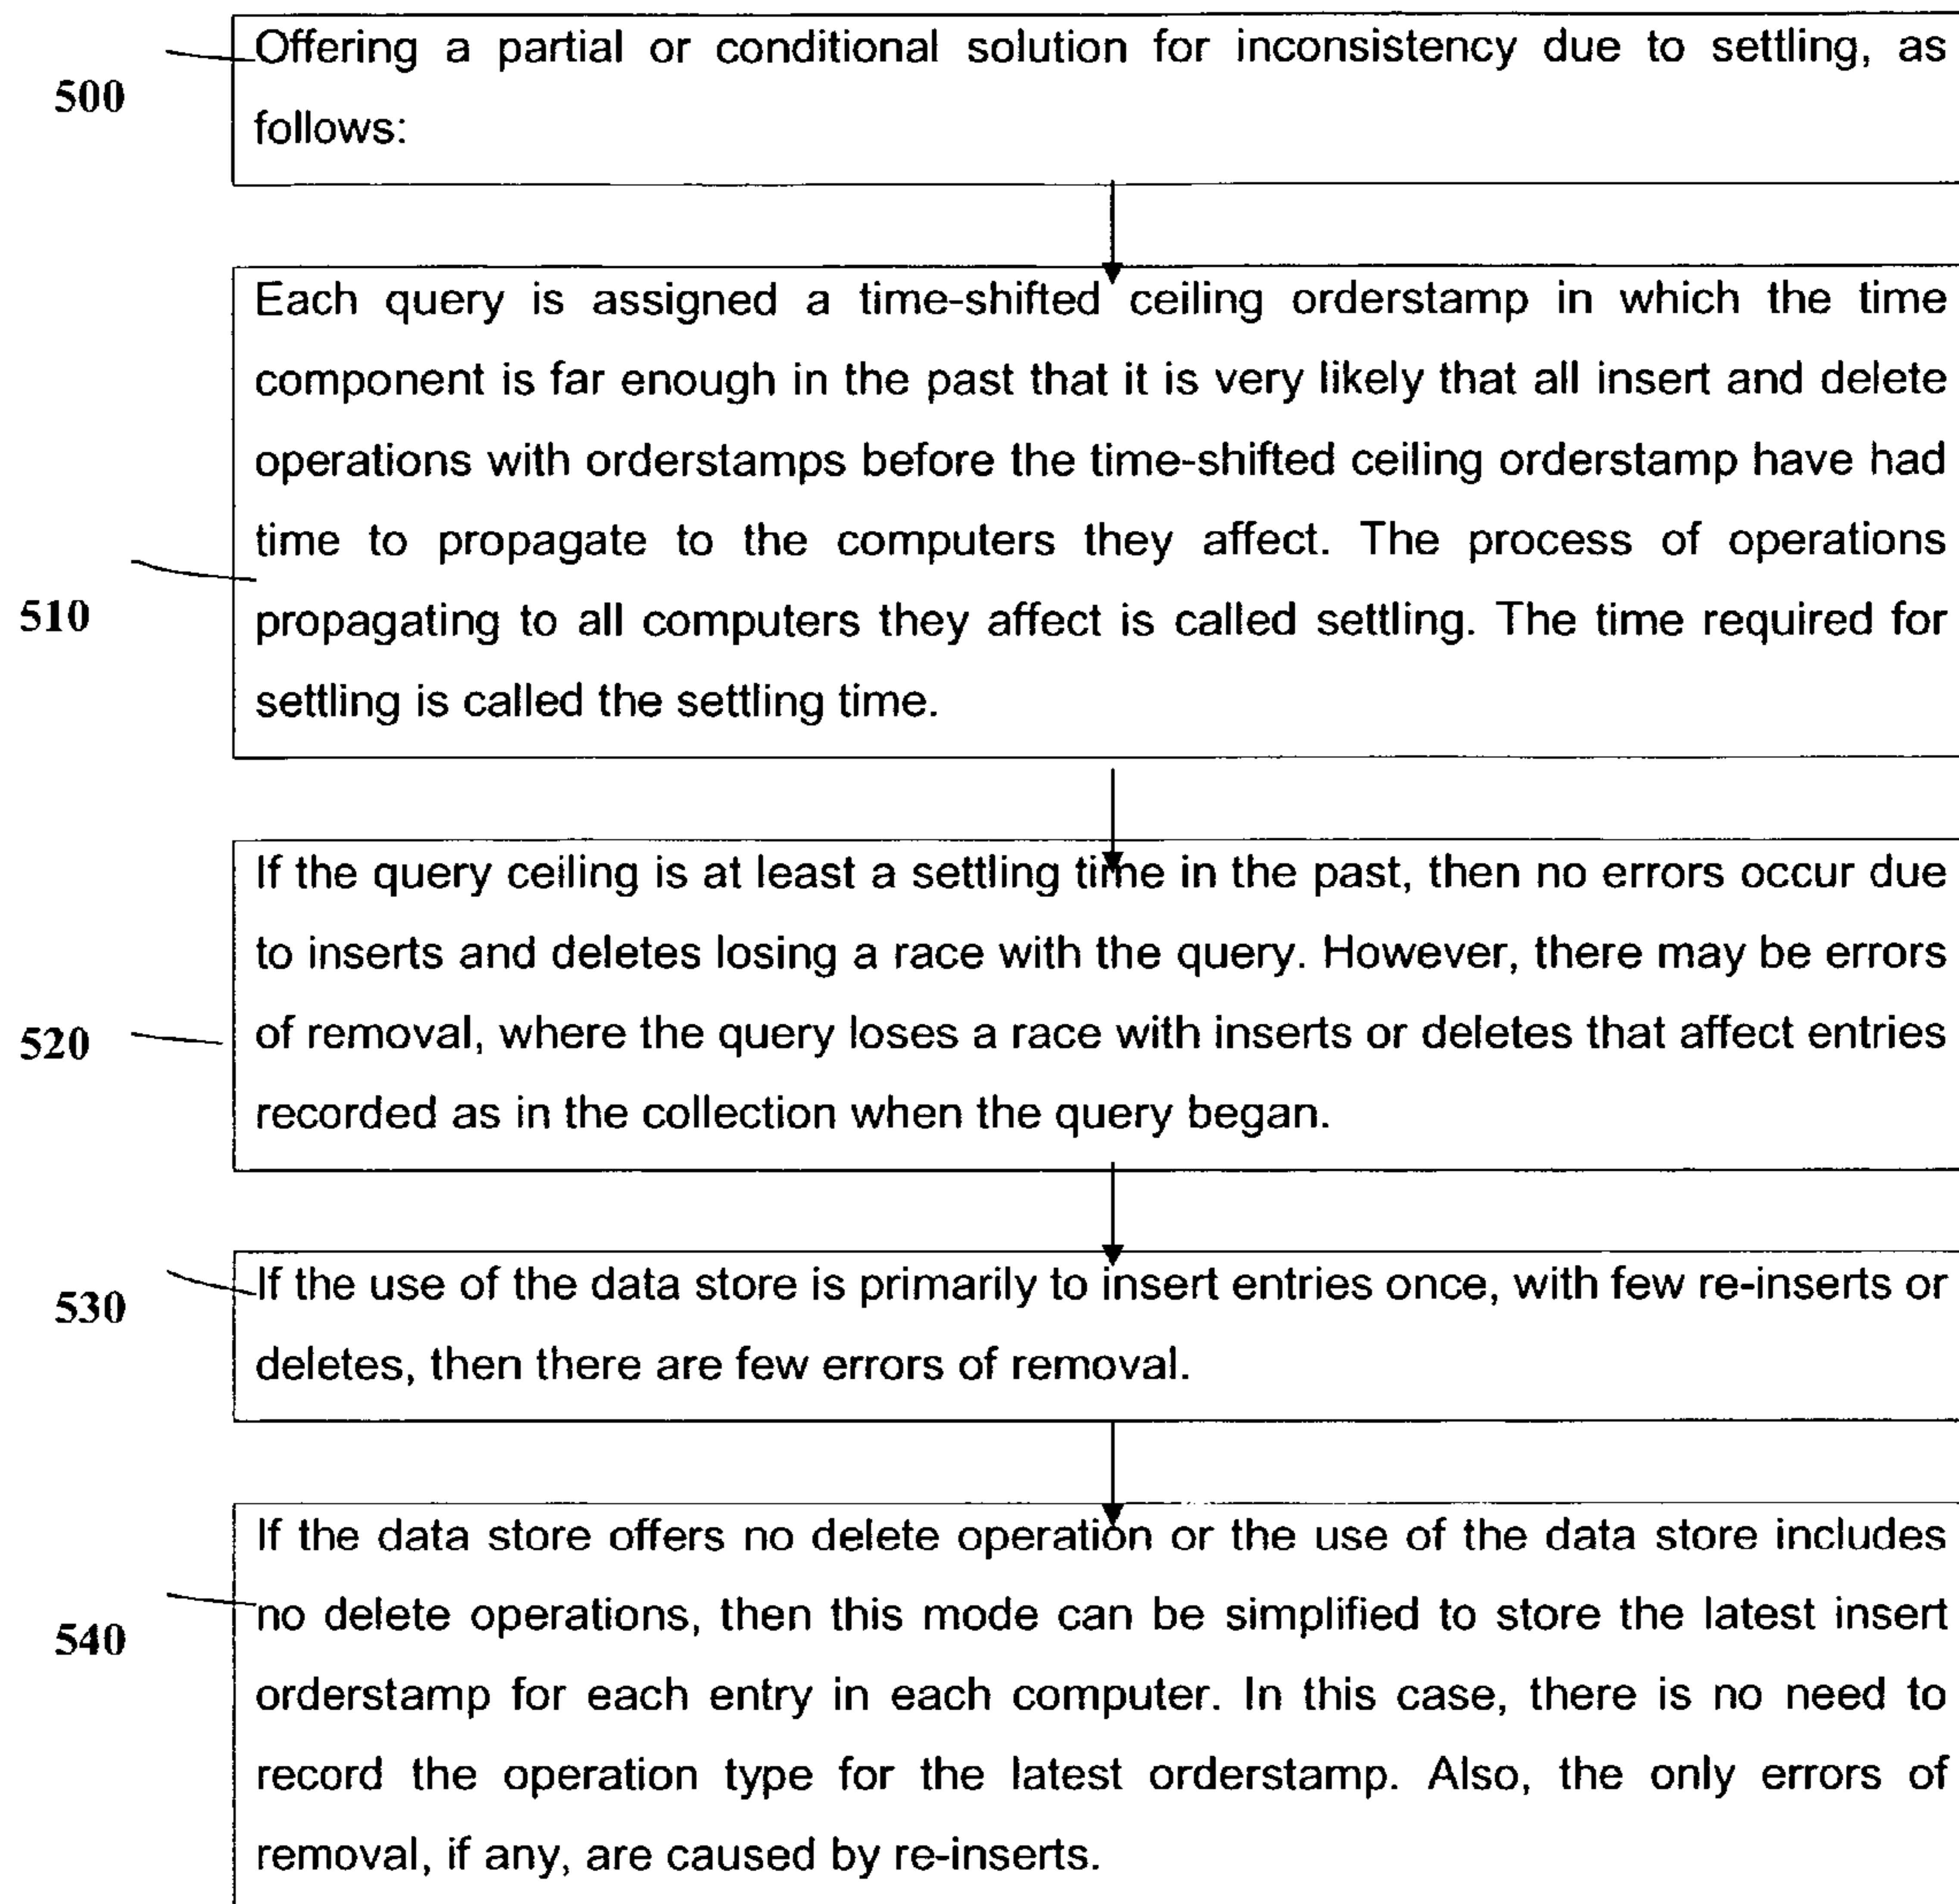 Offering a partial or conditional solution for inconsistency due to settling, as
500
follows:
Each query is assigned a time-shifted ceiling orderstamp in which the time
component is far enough in the past that it is very likely that all insert and delete
operations with orderstamps before the time-shifted ceiling orderstamp have had
time to propagate to the computers they affect. The process of operations
510
propagating to all computers they affect is called settling. The time required for
settling is called the settling time.
If the query ceiling is at least a settling time in the past, then no errors occur due
to inserts and deletes losing a race with the query. However, there may be errors
520
of removal, where the query loses a race with inserts or deletes that affect entries
recorded as in the collection when the query began.
530
If the use of the data store is primarily to insert entries once, with few re-inserts or
deletes, then there are few errors of removal.
If the data store offers no delete operation or the use of the data store includes
no delete operations, then this mode can be simplified to store the latest insert
540
orderstamp for each entry in each computer. In this case, there is no need to
record the operation type for the latest orderstamp. Also, the only errors of
removal, if any, are caused by re-inserts.